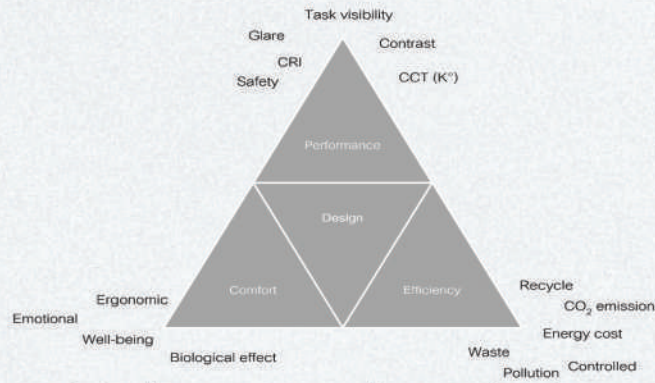 Task visibility
Glare
Contrast
CRI
CCT (K°)
Safety
Performance
Design
Comfort
Efficiency
Ergonomic
Emotional
Well-being
Biological effect
Recycle
CO₂ emission
Energy cost
Waste
Controlled
Pollution